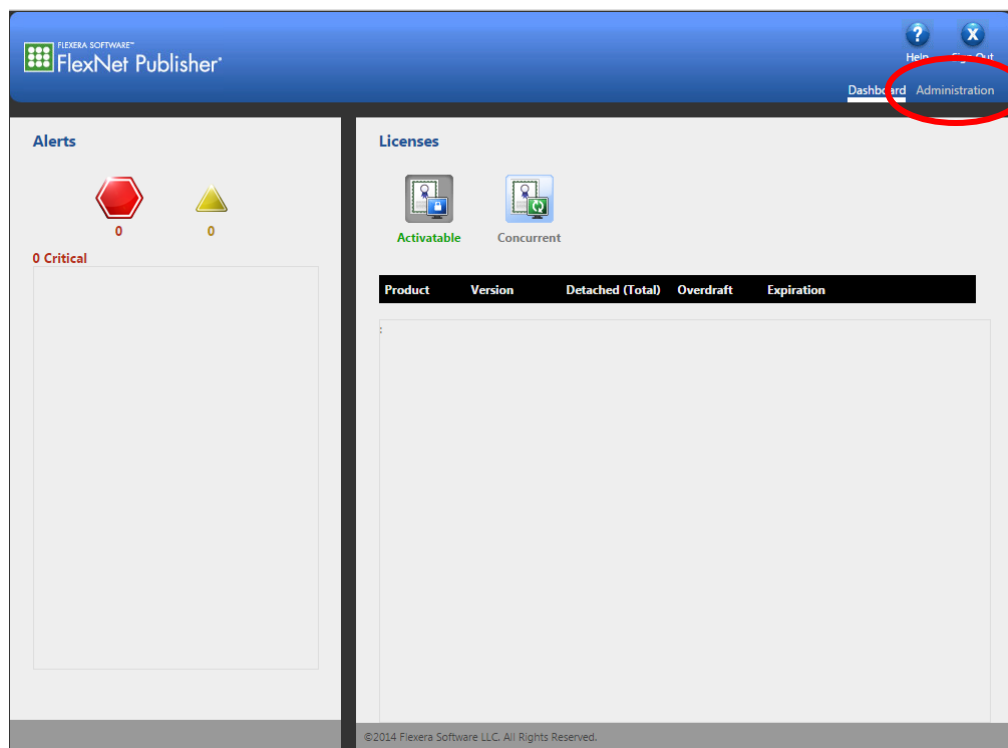 FLEXERA SOFTWARE™
FlexNet Publisher®
Help Sign Out
Dashboard Administration
Alerts
0 0
0 Critical
Licenses
Activatable Concurrent
Product Version Detached (Total) Overdraft Expiration
:
©2014 Flexera Software LLC. All Rights Reserved.